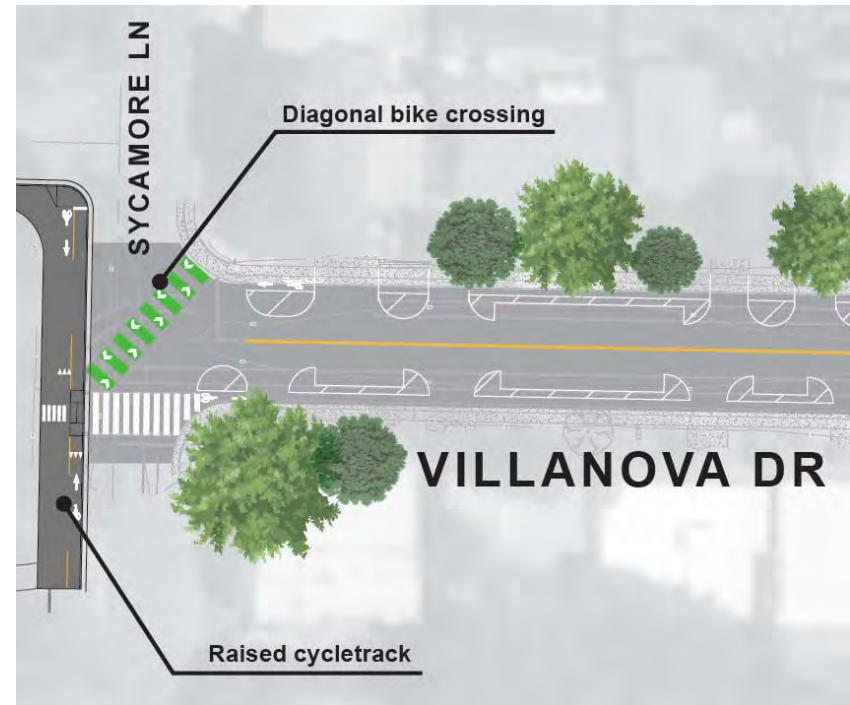 SYCAMORE LN
Diagonal bike crossing
VILLANOVA DR
Raised cycletrack